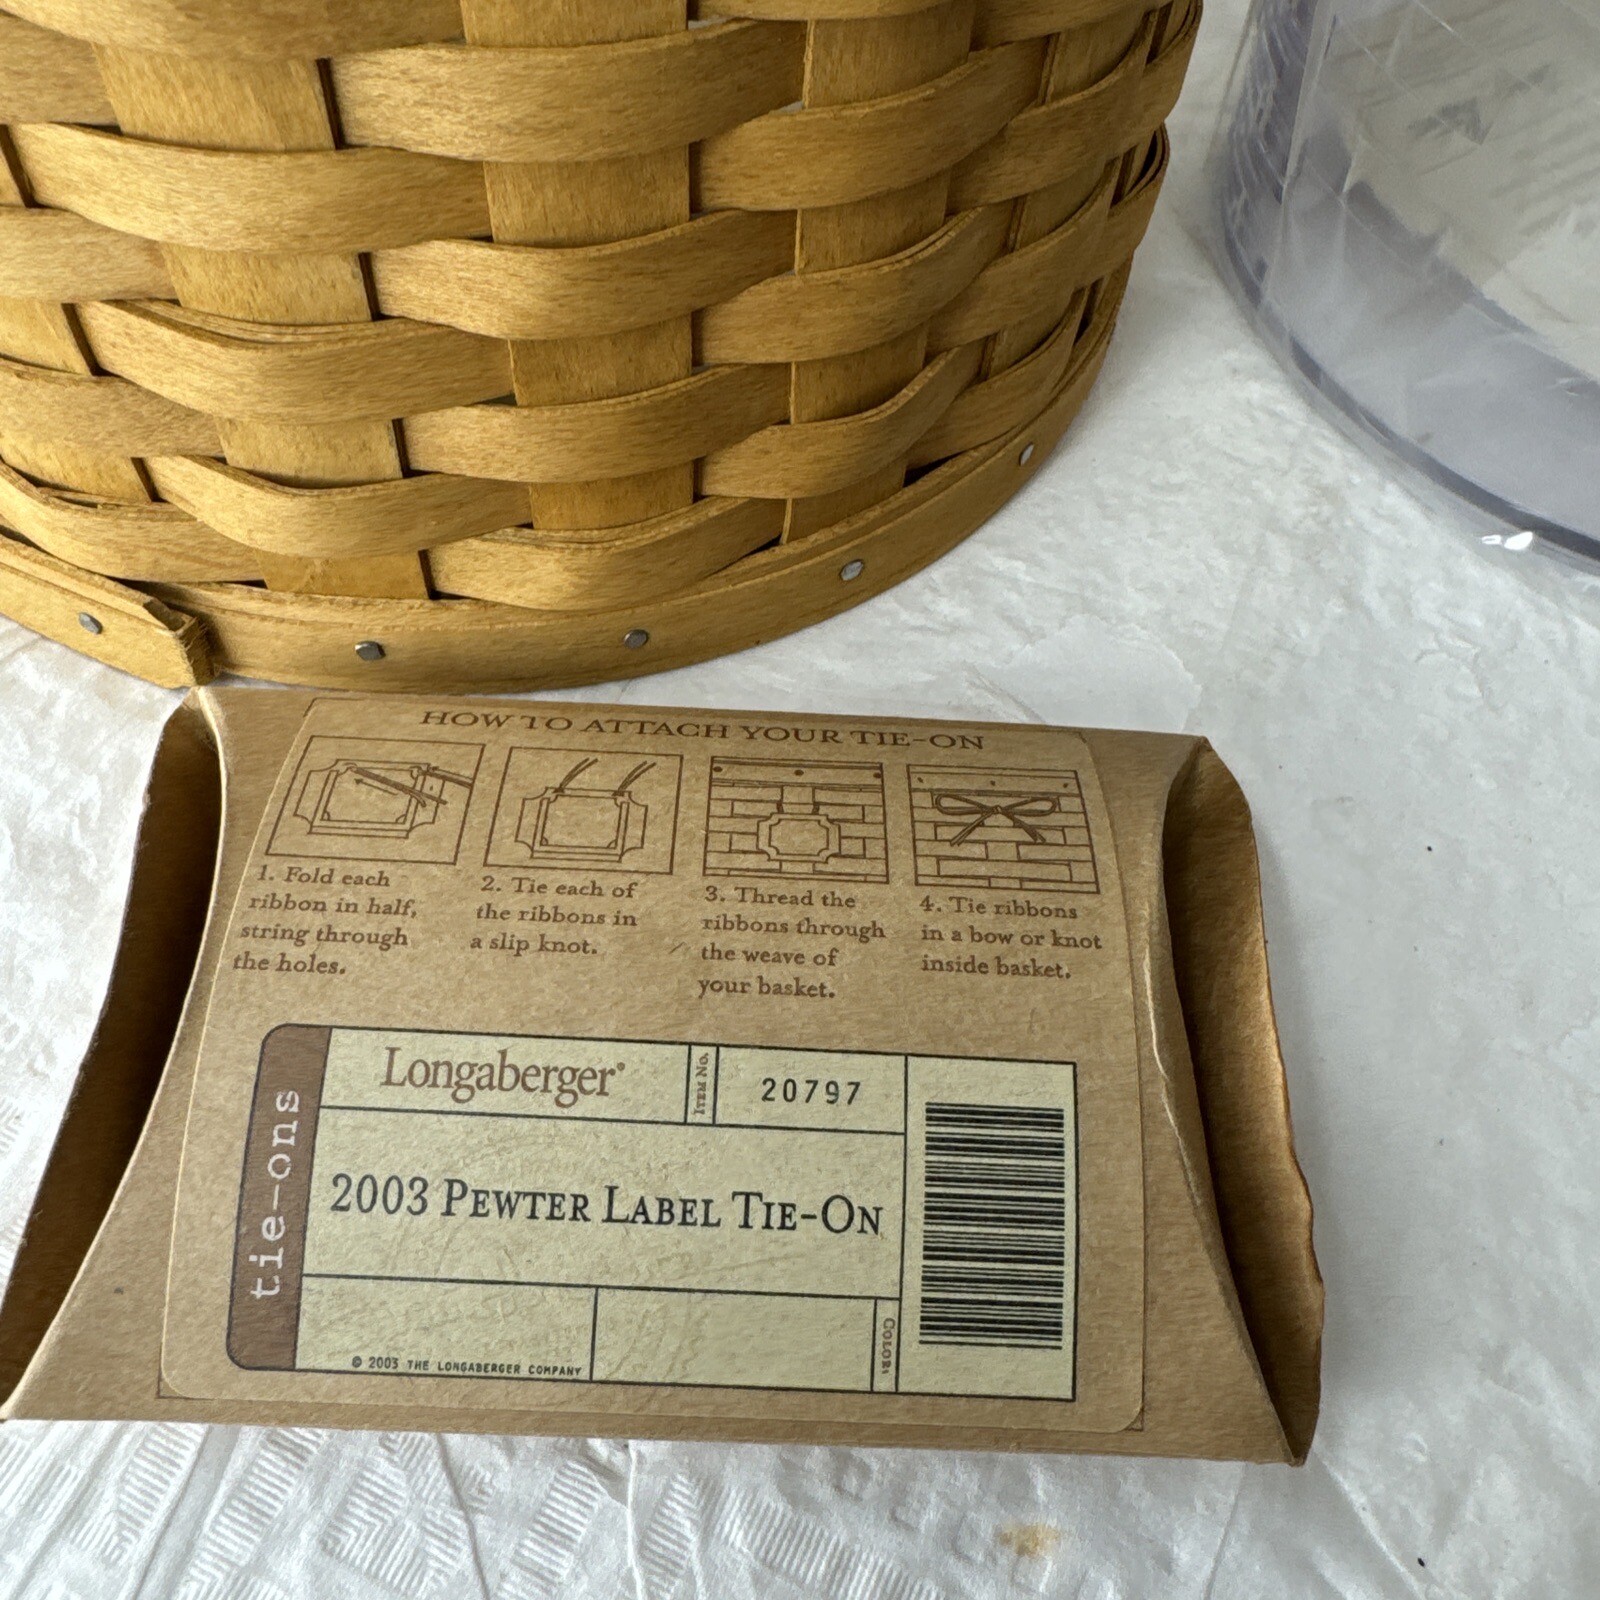 HOW TO ATTACH YOUR TIE-ON
1. Fold each
ribbon in half,
string through
the holes.
2. Tie each of
the ribbons in
a slip knot.
3. Thread the
ribbons through
the weave of
your basket.
4. Tie ribbons
in a bow or knot
inside basket.
tie-ons
Longaberger®
ITEM NO.
20797
2003 PEWTER LABEL TIE-ON
© 2003 THE LONGABERGER COMPANY
COLOR: